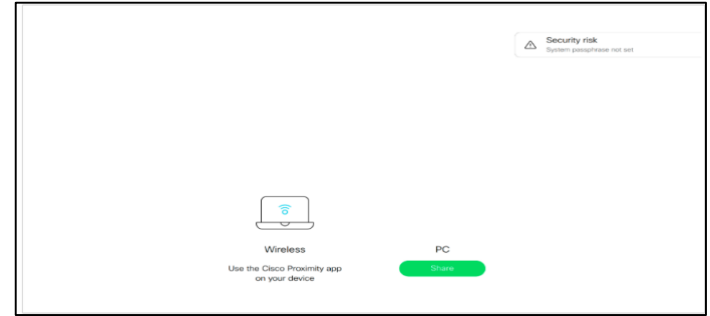 Security risk
System passphrase not set
Wireless
PC
Use the Cisco Proximity app
on your device
Share